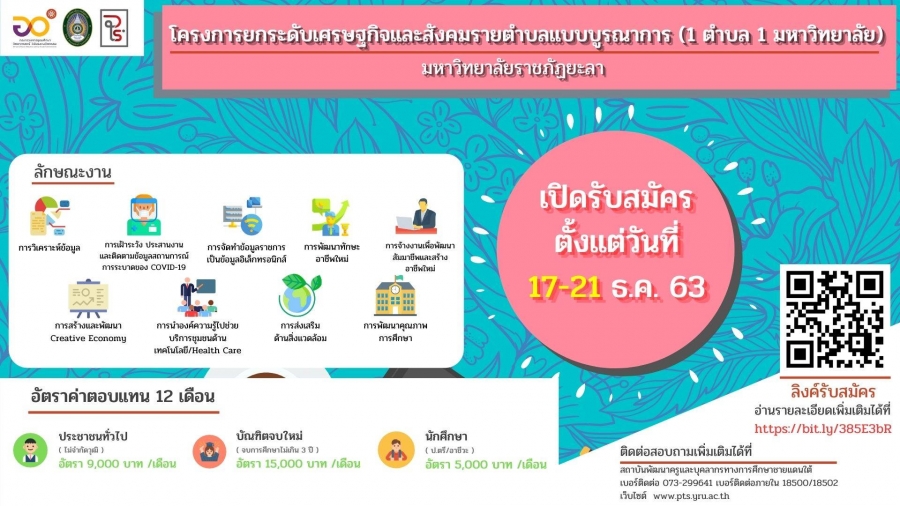 โครงการยกระดับเศรษฐกิจและสังคมรายตำบลแบบบูรณาการ (1 ตำบล 1 มหาวิทยาลัย)
มหาวิทยาลัยราชภัฏยะลา
ลักษณะงาน
การวิเคราะห์ข้อมูล
การเฝ้าระวัง ประสานงาน
และติดตามข้อมูลสถานการณ์
การระบาดของ COVID-19
การจัดทำข้อมูลราชการ
เป็นข้อมูลอิเล็กทรอนิกส์
การพัฒนาทักษะ
อาชีพใหม่
การจ้างงานเพื่อพัฒนา
สัมมาชีพและสร้าง
อาชีพใหม่
การสร้างและพัฒนา
Creative Economy
การนำองค์ความรู้ไปช่วย
บริการชุมชนด้าน
เทคโนโลยี/Health Care
การส่งเสริม
ด้านสิ่งแวดล้อม
การพัฒนาคุณภาพ
การศึกษา
เปิดรับสมัคร
ตั้งแต่วันที่
17-21 ธ.ค. 63
อัตราค่าตอบแทน 12 เดือน
ประชาชนทั่วไป
( ไม่จำกัดวุฒิ )
อัตรา 9,000 บาท /เดือน
บัณฑิตจบใหม่
( จบการศึกษาไม่เกิน 3 ปี )
อัตรา 15,000 บาท /เดือน
นักศึกษา
( ป.ตรี/อาชีวะ )
อัตรา 5,000 บาท /เดือน
ลิงค์รับสมัคร
อ่านรายละเอียดเพิ่มเติมได้ที่
https://bit.ly/385E3bR
ติดต่อสอบถามเพิ่มเติมได้ที่
สถาบันพัฒนาครูและบุคลากรทางการศึกษาชายแดนใต้
เบอร์ติดต่อ 073-299641 เบอร์ติดต่อภายใน 18500/18502
เว็บไซต์ www.pts.yru.ac.th